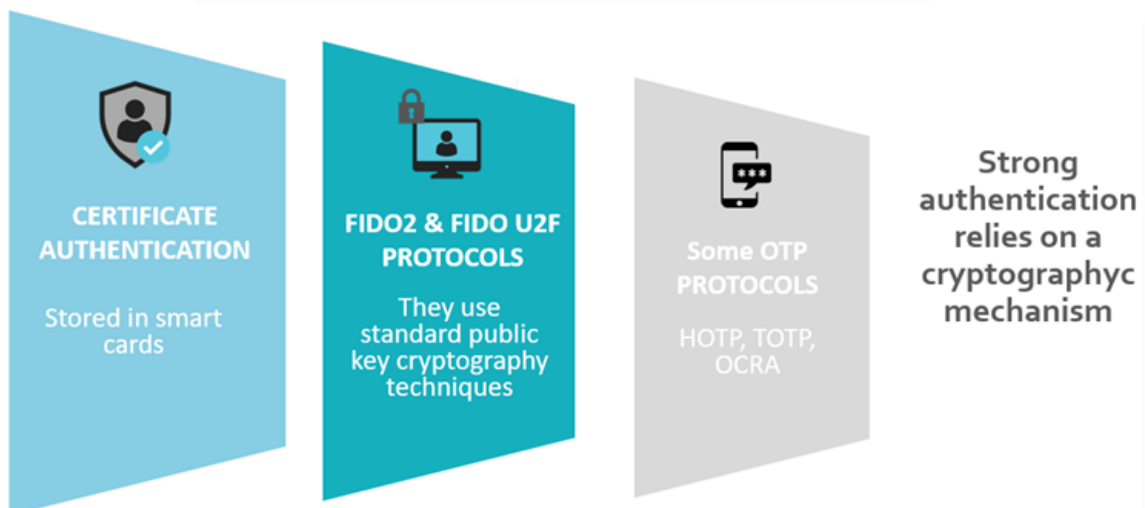 CERTIFICATE
AUTHENTICATION
Stored in smart
cards
FIDO2 & FIDO U2F
PROTOCOLS
They use
standard public
key cryptography
techniques
***
Some OTP
PROTOCOLS
HOTP, TOTP,
OCRA
Strong
authentication
relies on a
cryptographyc
mechanism